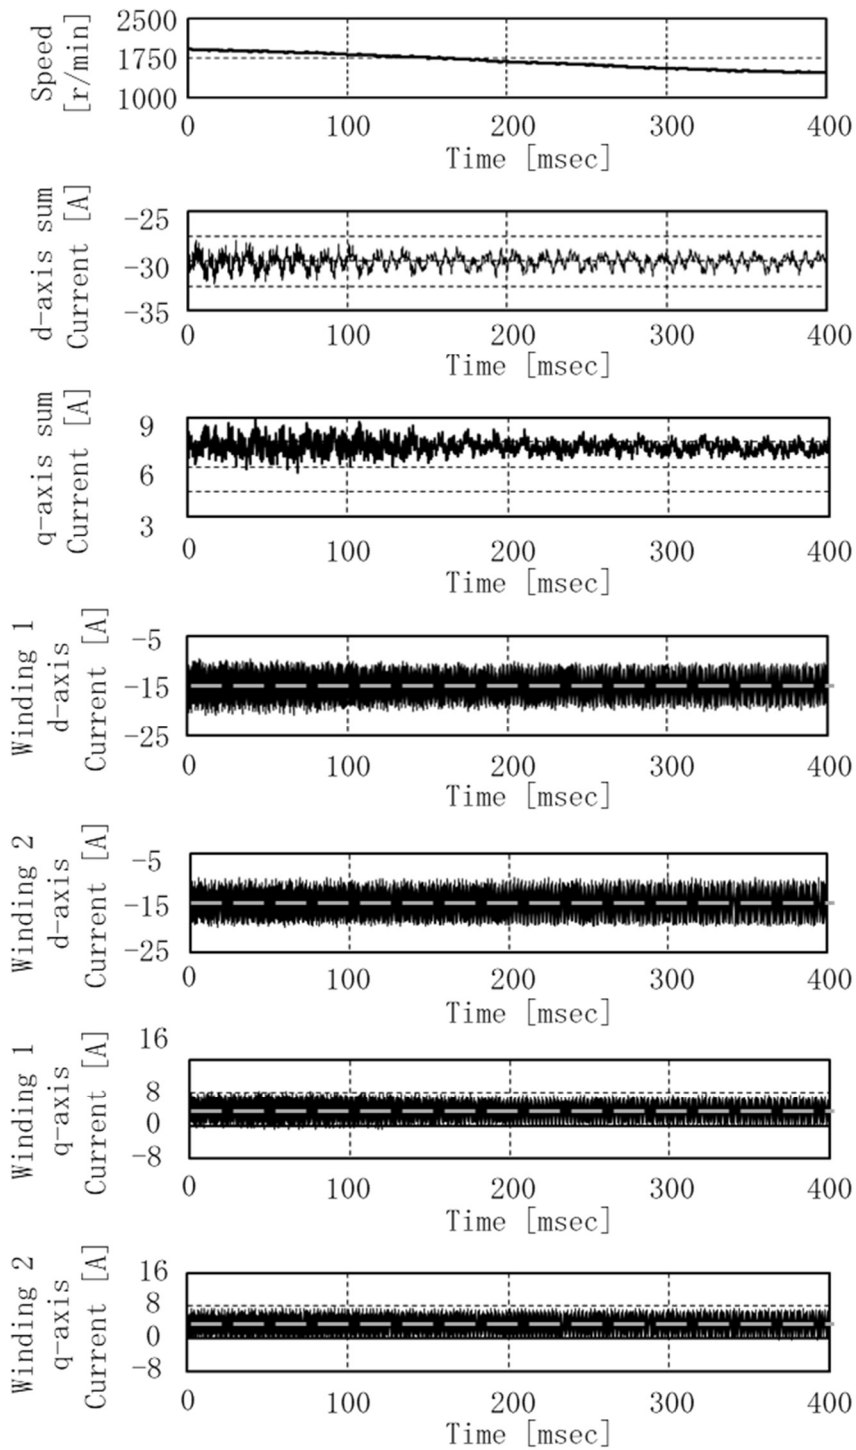 Speed
[r/min]
2500
1750
1000
0 100 200 300 400
Time [msec]
d-axis sum
Current [A]
-25
-30
-35
0 100 200 300 400
Time [msec]
q-axis sum
Current [A]
9
6
3
0 100 200 300 400
Time [msec]
Winding 1
d-axis
Current [A]
-5
-15
-25
0 100 200 300 400
Time [msec]
Winding 2
d-axis
Current [A]
-5
-15
-25
0 100 200 300 400
Time [msec]
Winding 1
q-axis
Current [A]
16
8
0
-8
0 100 200 300 400
Time [msec]
Winding 2
q-axis
Current [A]
16
8
0
-8
0 100 200 300 400
Time [msec]